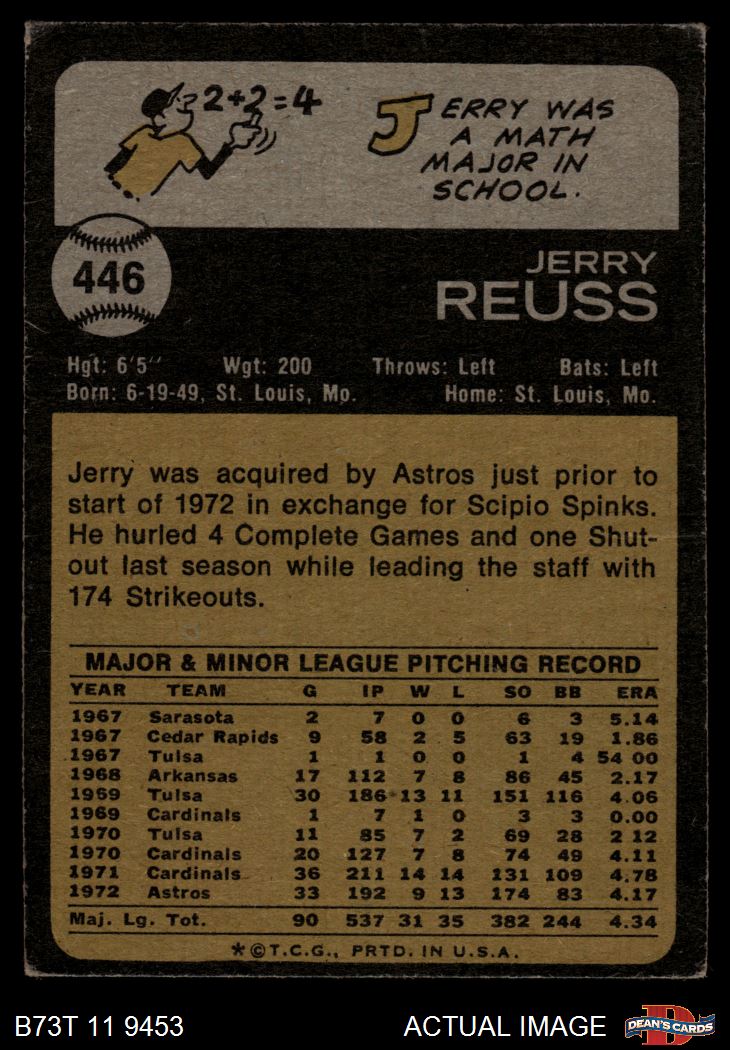 2+2=4
JERRY WAS
A MATH
MAJOR IN
SCHOOL.
446
JERRY
REUSS
Hgt: 6'5" Wgt: 200 Throws: Left Bats: Left
Born: 6-19-49, St. Louis, Mo. Home: St. Louis, Mo.
Jerry was acquired by Astros just prior to
start of 1972 in exchange for Scipio Spinks.
He hurled 4 Complete Games and one Shut-
out last season while leading the staff with
174 Strikeouts.
MAJOR & MINOR LEAGUE PITCHING RECORD
YEAR TEAM G IP W L SO BB ERA
1967 Sarasota 2 7 0 0 6 3 5.14
1967 Cedar Rapids 9 58 2 5 63 19 1.86
1967 Tulsa 1 1 0 0 1 4 54 00
1968 Arkansas 17 112 7 8 86 45 2.17
1969 Tulsa 30 186 13 11 151 116 4.06
1969 Cardinals 1 7 1 0 3 3 0.00
1970 Tulsa 11 85 7 2 69 28 2 12
1970 Cardinals 20 127 7 8 74 49 4.11
1971 Cardinals 36 211 14 14 131 109 4.78
1972 Astros 33 192 9 13 174 83 4.17
Maj. Lg. Tot. 90 537 31 35 382 244 4.34
*©T.C.G., PRTD. IN U.S.A.
B73T 11 9453 ACTUAL IMAGE
D
DEAN'S CARDS